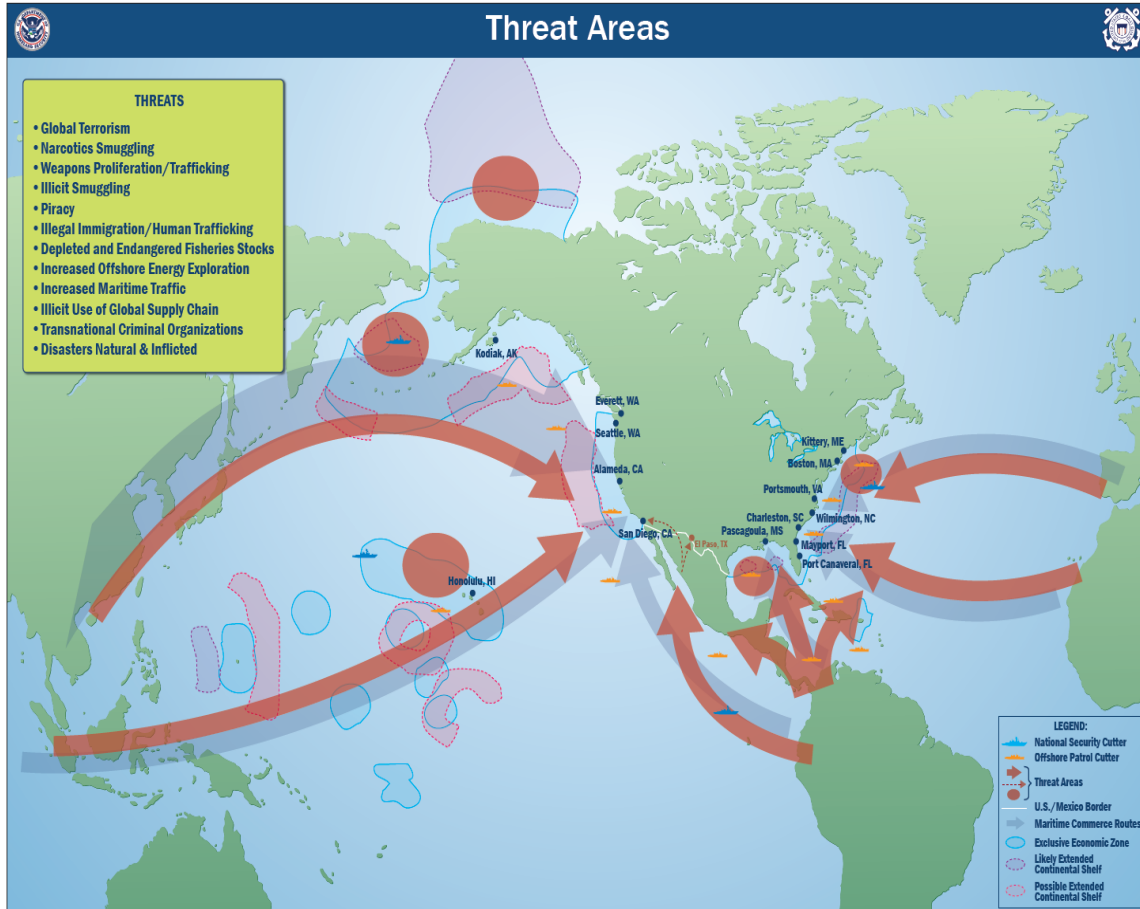 Threat Areas
THREATS
• Global Terrorism
• Narcotics Smuggling
• Weapons Proliferation/Trafficking
• Illicit Smuggling
• Piracy
• Illegal Immigration/Human Trafficking
• Depleted and Endangered Fisheries Stocks
• Increased Offshore Energy Exploration
• Increased Maritime Traffic
• Illicit Use of Global Supply Chain
• Transnational Criminal Organizations
• Disasters Natural & Inflicted
Kodiak, AK
Everett, WA
Seattle, WA
Kittery, ME
Boston, MA
Alameda, CA
Portsmouth, VA
Charleston, SC
Wilmington, NC
San Diego, CA
Pascagoula, MS
El Paso, TX
Mayport, FL
Port Canaveral, FL
Honolulu, HI
LEGEND:
National Security Cutter
Offshore Patrol Cutter
Threat Areas
U.S./Mexico Border
Maritime Commerce Routes
Exclusive Economic Zone
Likely Extended
Continental Shelf
Possible Extended
Continental Shelf